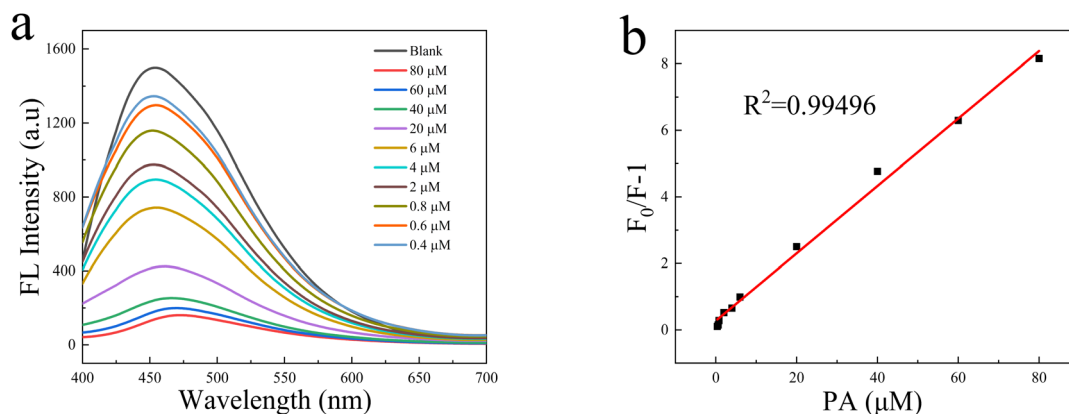 a
FL Intensity (a.u)
1600
1200
800
400
0
400
450
500
550
600
650
700
Wavelength (nm)
Blank
80 μM
60 μM
40 μM
20 μM
6 μM
4 μM
2 μM
0.8 μM
0.6 μM
0.4 μM
b
F₀/F-1
8
6
4
2
0
0
20
40
60
80
PA (μM)
R²=0.99496